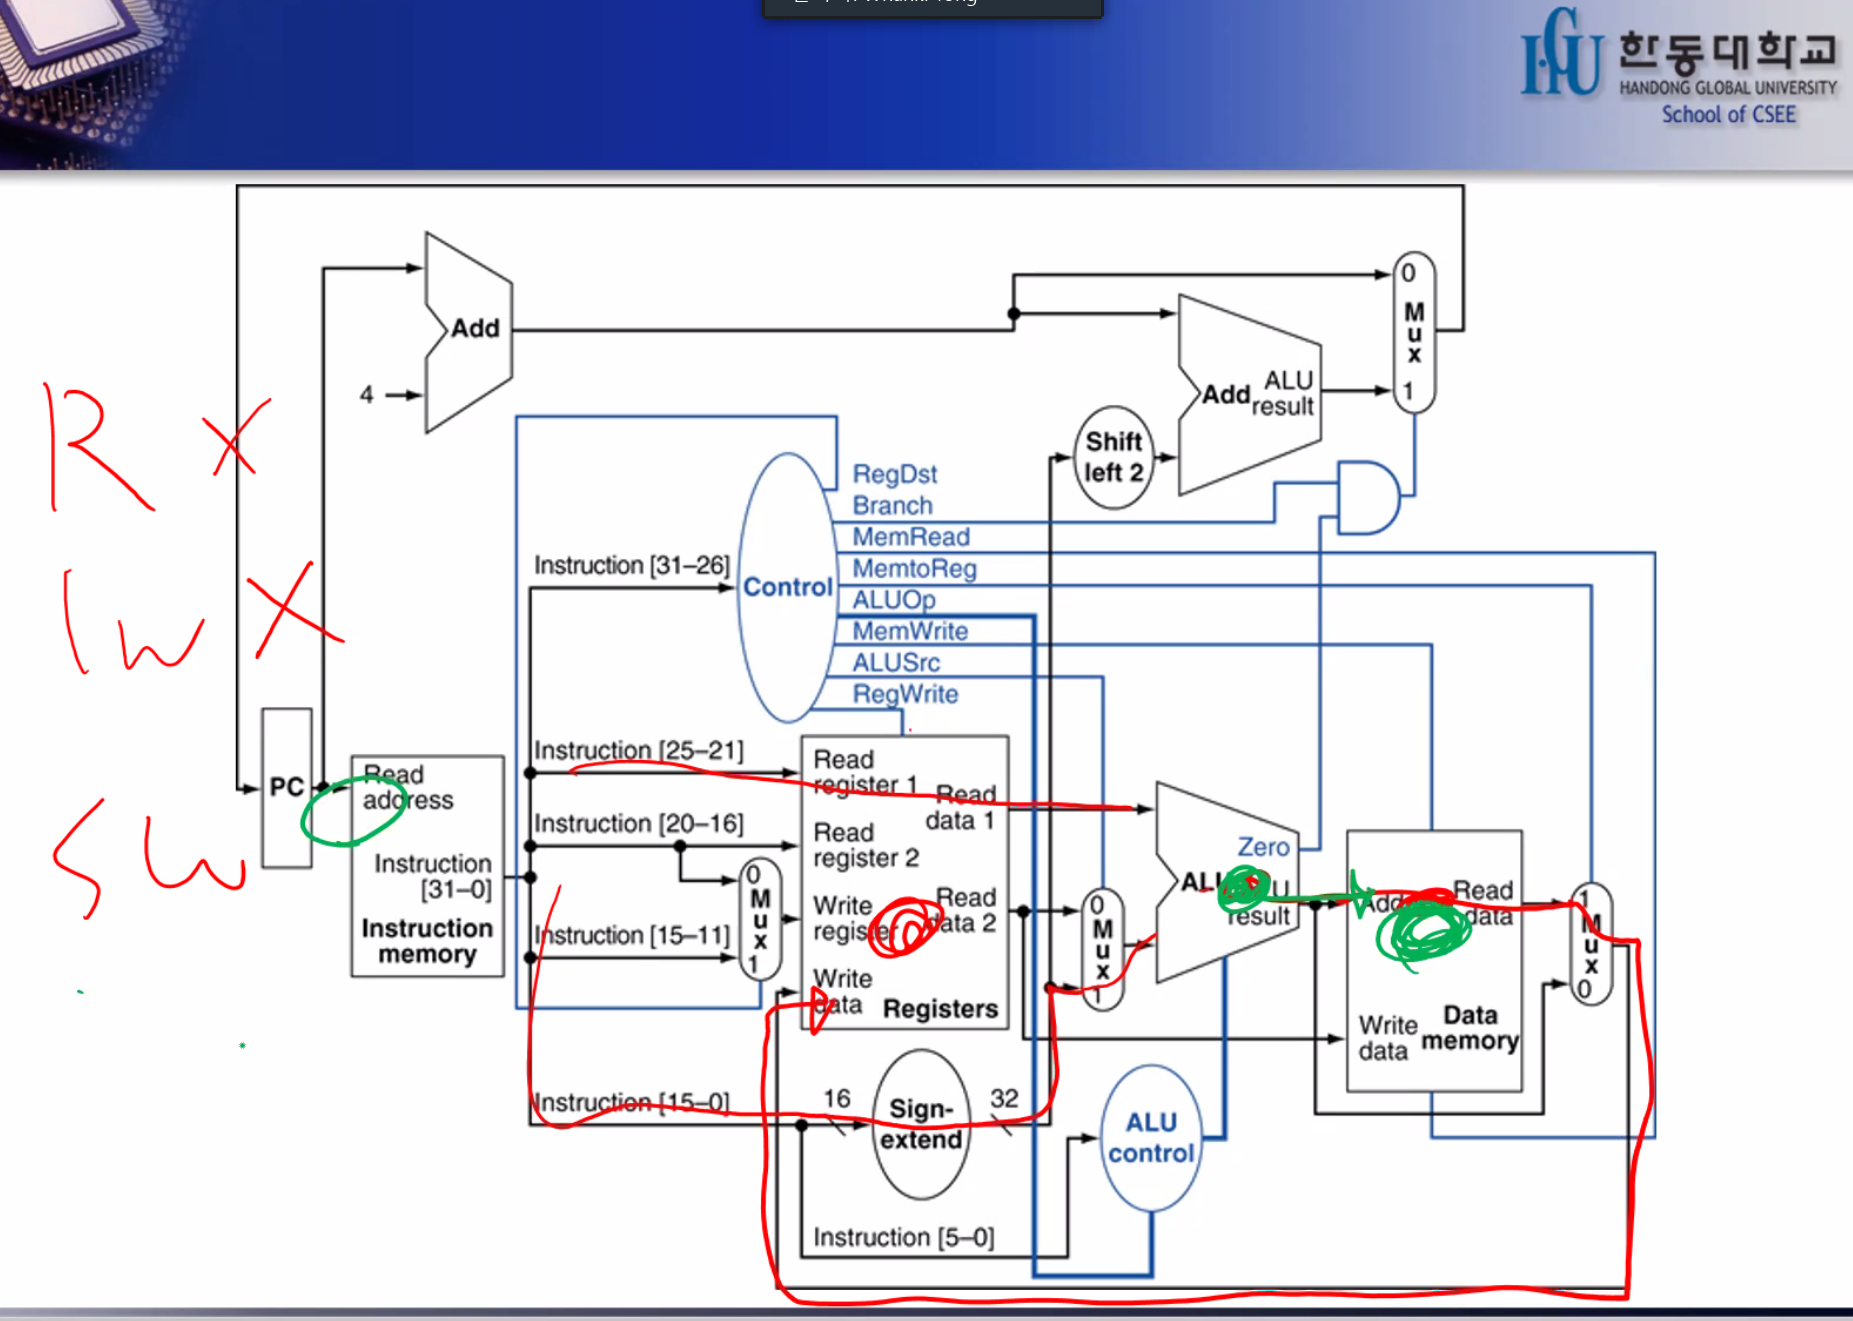 한동대학교
HANDONG GLOBAL UNIVERSITY
School of CSEE
0
M
u
x
1
Add
4
Add
ALU
result
Shift
left 2
RegDst
Branch
MemRead
MemtoReg
ALUOp
MemWrite
ALUSrc
RegWrite
Control
Instruction [31–26]
R X
lw X
sw
PC
Read
address
Instruction
[31–0]
Instruction
memory
Instruction [25–21]
Instruction [20–16]
Instruction [15–11]
0
M
u
x
1
Read
register 1
Read
data 1
Read
register 2
Write
register
Read
data 2
Write
data
Registers
0
M
u
x
1
Zero
ALU
result
Read
data
Write
data
Data
memory
1
M
u
x
0
Instruction [15–0]
16
Sign-
extend
32
ALU
control
Instruction [5–0]